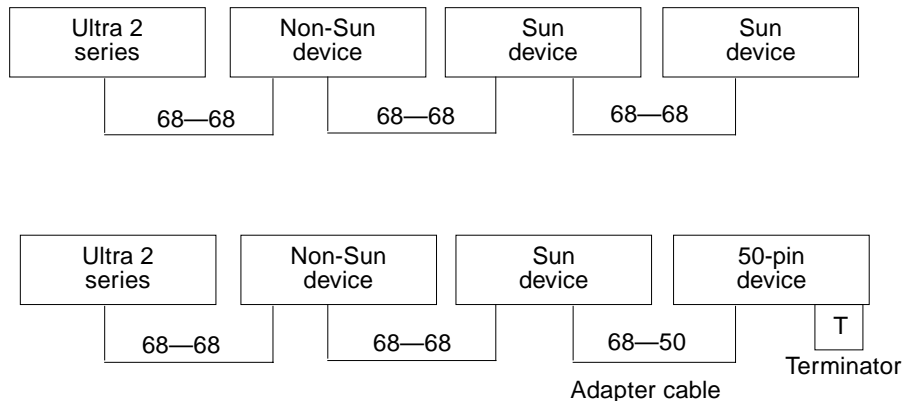 Ultra 2
series
Non-Sun
device
Sun
device
Sun
device
68—68
68—68
68—68
Ultra 2
series
Non-Sun
device
Sun
device
50-pin
device
68—68
68—68
68—50
T
Terminator
Adapter cable